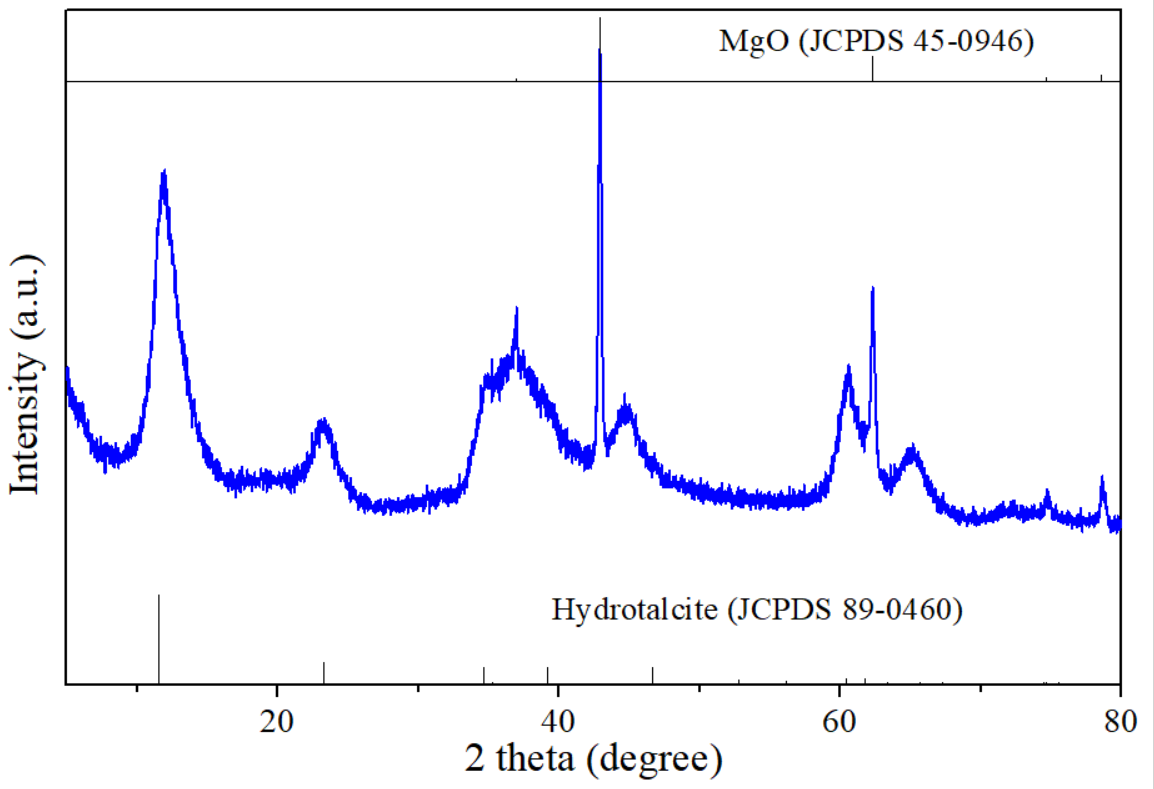 MgO (JCPDS 45-0946)
Intensity (a.u.)
Hydrotalcite (JCPDS 89-0460)
20 40 60 80
2 theta (degree)